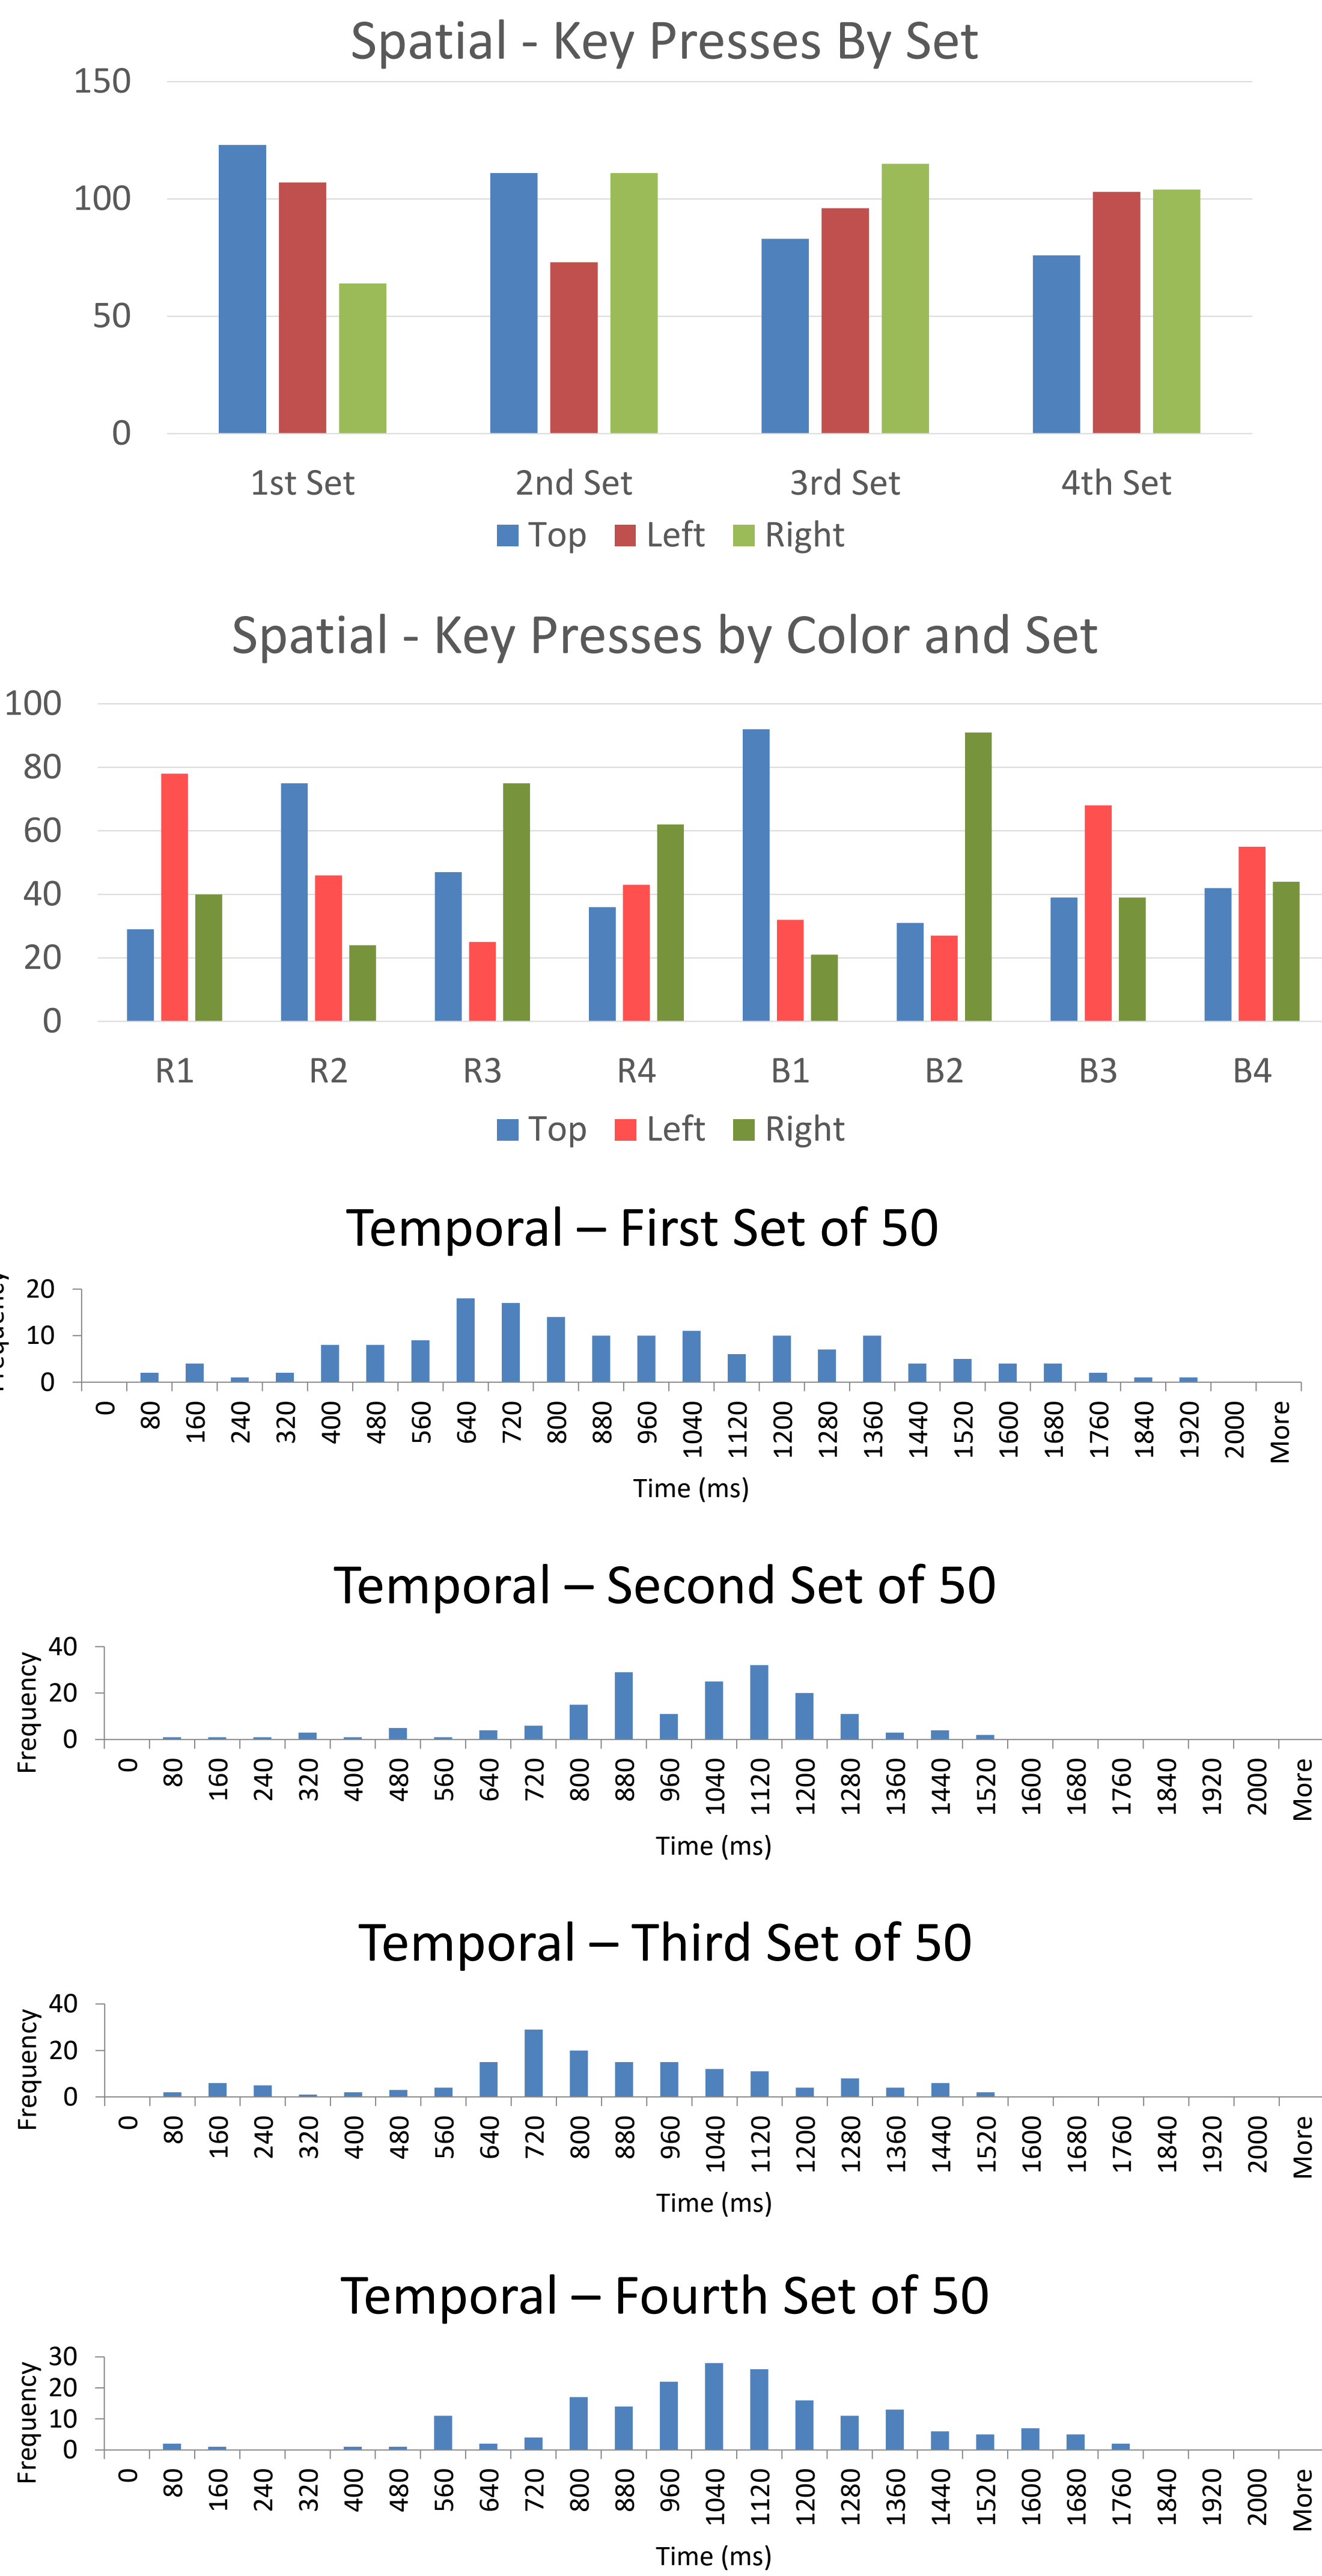 Spatial - Key Presses By Set
150
100
50
0
1st Set 2nd Set 3rd Set 4th Set
Top Left Right
Spatial - Key Presses by Color and Set
100
80
60
40
20
0
R1 R2 R3 R4 B1 B2 B3 B4
Top Left Right
Temporal – First Set of 50
Frequency
20
10
0
0 80 160 240 320 400 480 560 640 720 800 880 960 1040 1120 1200 1280 1360 1440 1520 1600 1680 1760 1840 1920 2000 More
Time (ms)
Temporal – Second Set of 50
Frequency
40
20
0
0 80 160 240 320 400 480 560 640 720 800 880 960 1040 1120 1200 1280 1360 1440 1520 1600 1680 1760 1840 1920 2000 More
Time (ms)
Temporal – Third Set of 50
Frequency
40
20
0
0 80 160 240 320 400 480 560 640 720 800 880 960 1040 1120 1200 1280 1360 1440 1520 1600 1680 1760 1840 1920 2000 More
Time (ms)
Temporal – Fourth Set of 50
Frequency
30
20
10
0
0 80 160 240 320 400 480 560 640 720 800 880 960 1040 1120 1200 1280 1360 1440 1520 1600 1680 1760 1840 1920 2000 More
Time (ms)